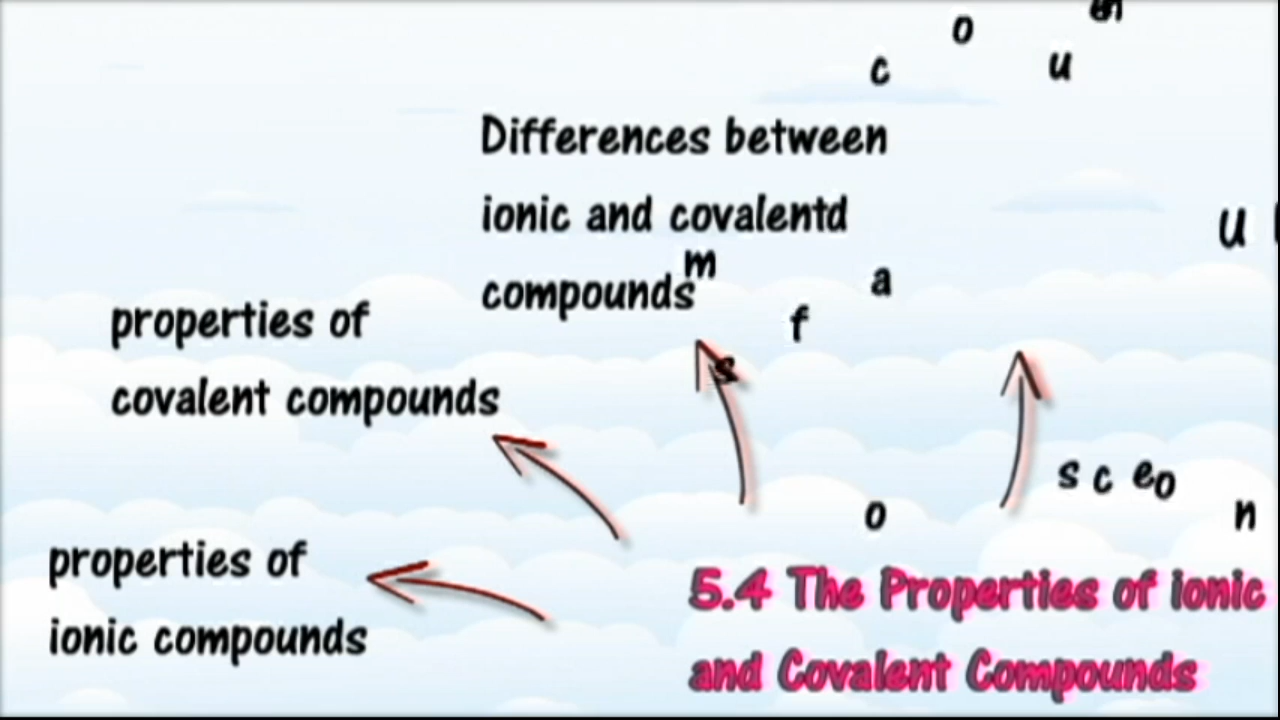 Differences between
ionic and covalent
compounds
properties of
covalent compounds
properties of
ionic compounds
5.4 The Properties of ionic
and Covalent Compounds